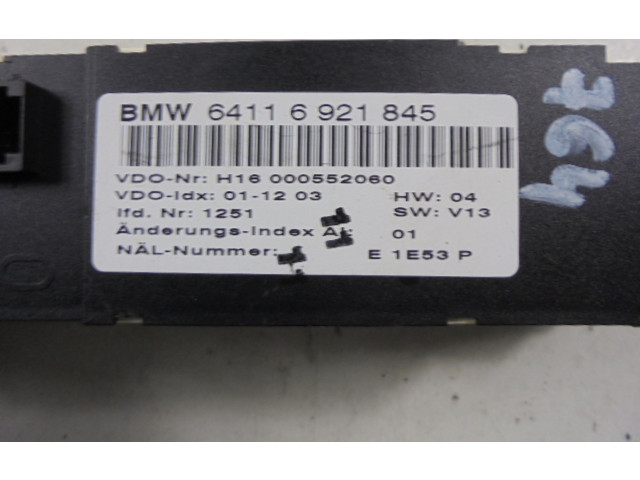 BMW 6411 6 921 845
VDO-Nr: H16 000552060
VDO-Idx: 01-12 03 HW: 04
lfd. Nr: 1251 SW: V13
Änderungs-Index 01
NÄL-Nummer: E 1E53 P
764